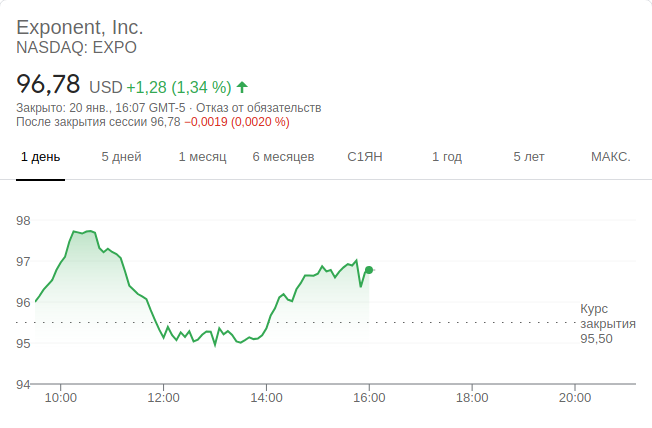 Exponent, Inc.
NASDAQ: EXPO
96,78 USD +1,28 (1,34 %)
Закрыто: 20 янв., 16:07 GMT-5 · Отказ от обязательств
После закрытия сессии 96,78 −0,0019 (0,0020 %)
1 день 5 дней 1 месяц 6 месяцев С1ЯН 1 год 5 лет МАКС.
98
97
96
95
94
Курс
закрытия
95,50
10:00 12:00 14:00 16:00 18:00 20:00